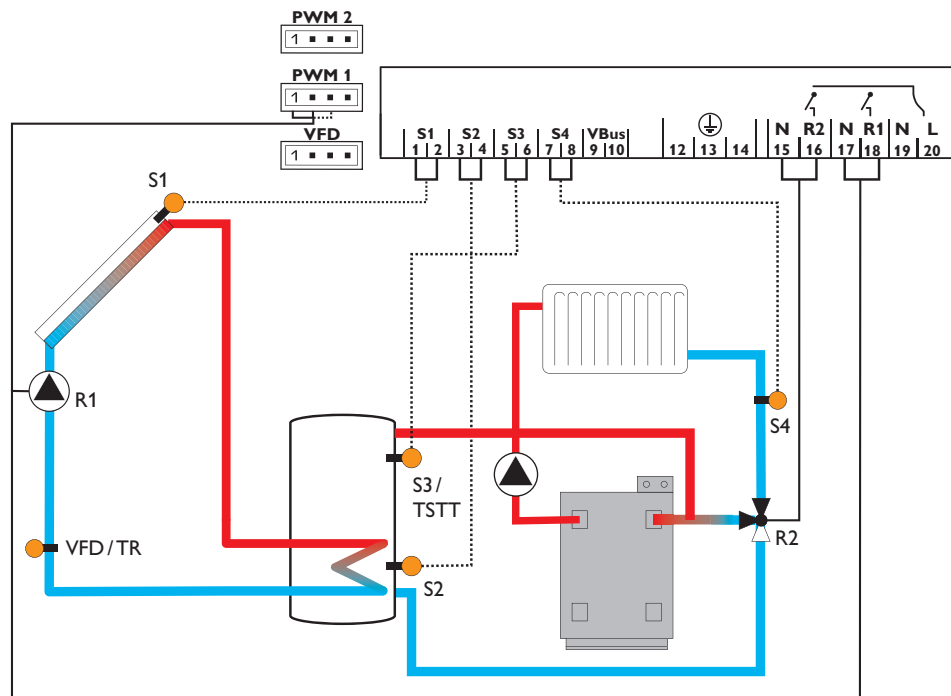 PWM 2
1
PWM 1
1
VFD
1
S1 S2 S3 S4 VBus
1 2 3 4 5 6 7 8 9 10 12 13 14
N R2 N R1 N L
15 16 17 18 19 20
S1
R1
S4
S3 /
TSTT
R2
VFD / TR
S2